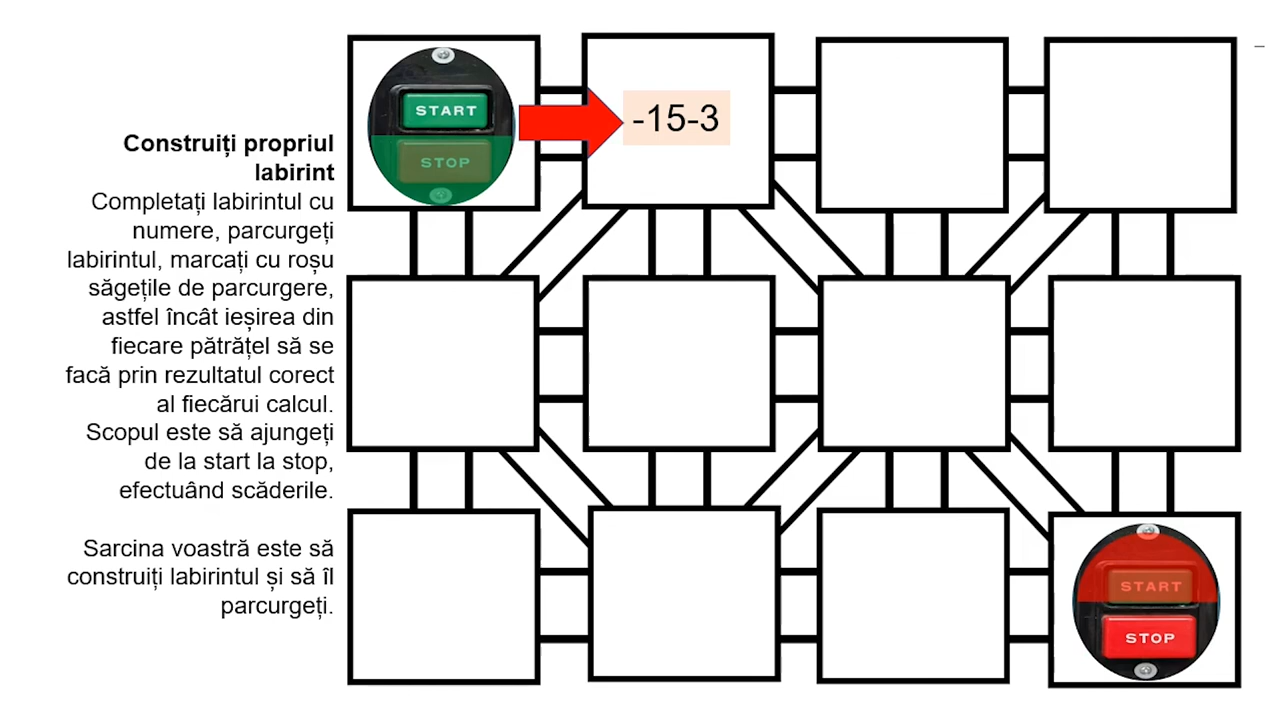 Construiți propriul
labirint
Completați labirintul cu
numere, parcurgeți
labirintul, marcați cu roșu
săgețile de parcurgere,
astfel încât ieșirea din
fiecare pătrățel să se
facă prin rezultatul corect
al fiecărui calcul.
Scopul este să ajungeți
de la start la stop,
efectuând scăderile.
Sarcina voastră este să
construiți labirintul și să îl
parcurgeți.
START
STOP
-15-3
START
STOP